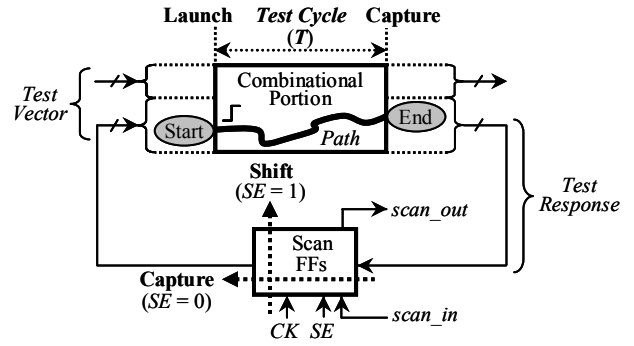 Launch
Test Cycle
(T)
Capture
Test
Vector
Combinational
Portion
Start
Path
End
Shift
(SE = 1)
Test
Response
scan_out
Scan
FFs
Capture
(SE = 0)
scan_in
CK
SE